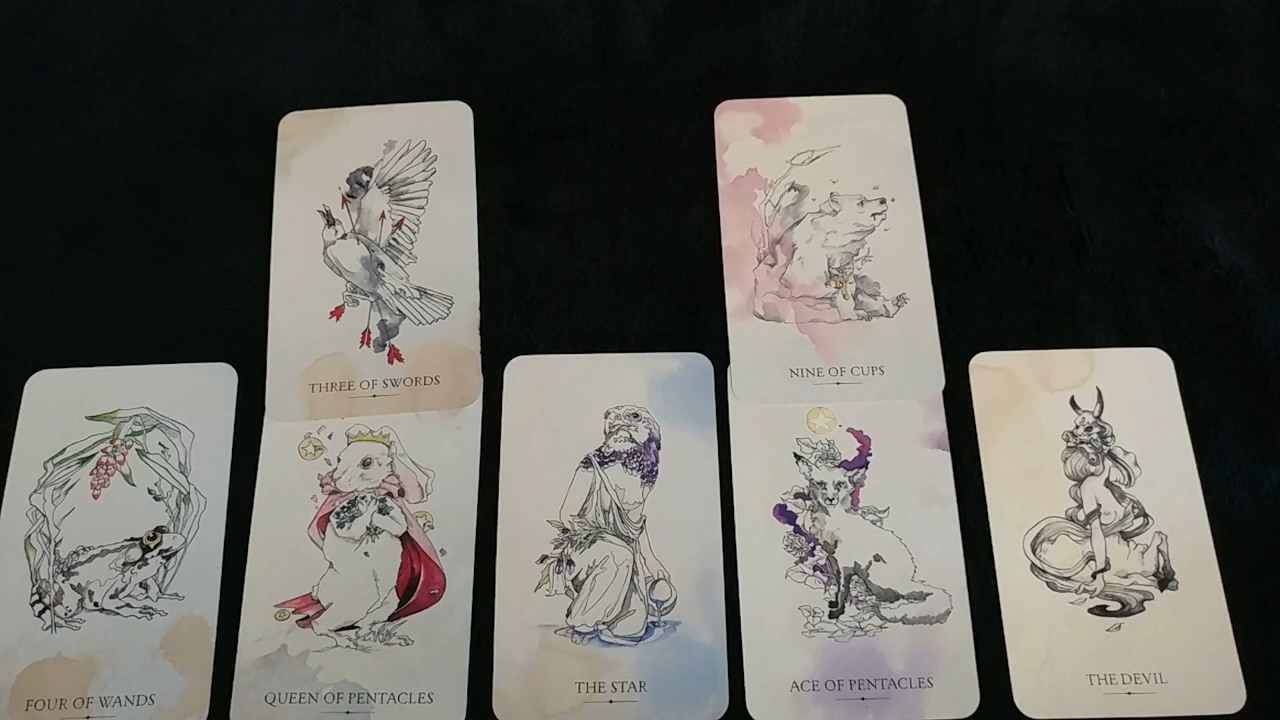 THREE OF SWORDS
NINE OF CUPS
FOUR OF WANDS
QUEEN OF PENTACLES
THE STAR
ACE OF PENTACLES
THE DEVIL